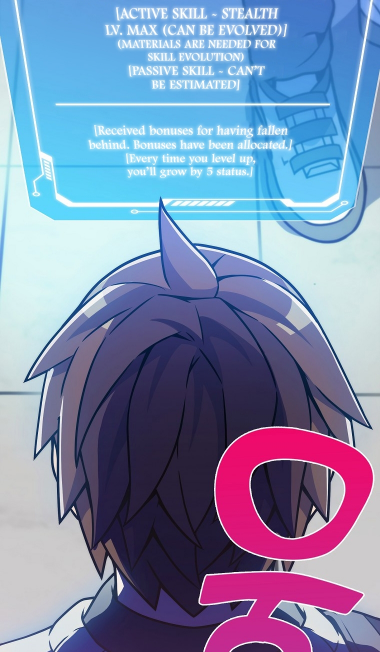 [ACTIVE SKILL - STEALTH
LV. MAX (CAN BE EVOLVED)]
(MATERIALS ARE NEEDED FOR
SKILL EVOLUTION)
[PASSIVE SKILL - CAN'T
BE ESTIMATED]
[Received bonuses for having fallen
behind. Bonuses have been allocated.]
[Every time you level up,
you'll grow by 5 status.]